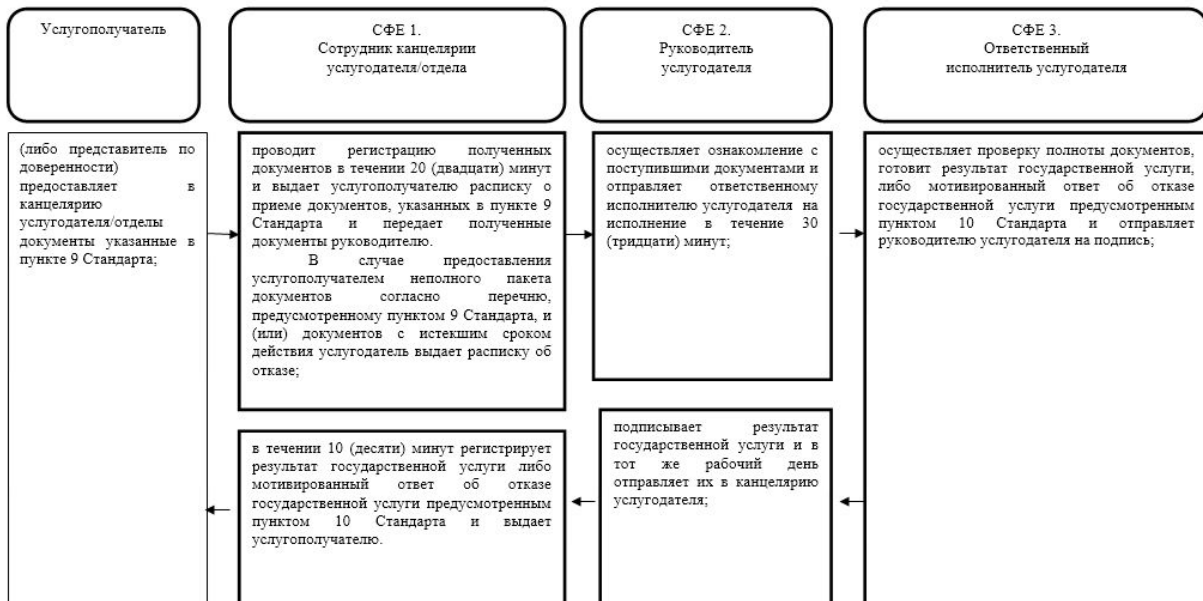 Услугополучатель
СФЕ 1.
Сотрудник канцелярии
услугодателя/отдела
СФЕ 2.
Руководитель
услугодателя
СФЕ 3.
Ответственный
исполнитель услугодателя
(либо представитель по
доверенности)
предоставляет в
канцелярию
услугодателя/отделы
документы указанные в
пункте 9 Стандарта;
проводит регистрацию полученных
документов в течении 20 (двадцати) минут
и выдает услугополучателю расписку о
приеме документов, указанных в пункте 9
Стандарта и передает полученные
документы руководителю.
В случае предоставления
услугополучателем неполного пакета
документов согласно перечню,
предусмотренному пунктом 9 Стандарта, и
(или) документов с истекшим сроком
действия услугодатель выдает расписку об
отказе;
осуществляет ознакомление с
поступившими документами и
отправляет ответственному
исполнителю услугодателя на
исполнение в течение 30
(тридцати) минут;
осуществляет проверку полноты документов,
готовит результат государственной услуги,
либо мотивированный ответ об отказе
государственной услуги предусмотренным
пунктом 10 Стандарта и отправляет
руководителю услугодателя на подпись;
в течении 10 (десяти) минут регистрирует
результат государственной услуги либо
мотивированный ответ об отказе
государственной услуги предусмотренным
пунктом 10 Стандарта и выдает
услугополучателю.
подписывает результат
государственной услуги и в
тот же рабочий день
отправляет их в канцелярию
услугодателя;